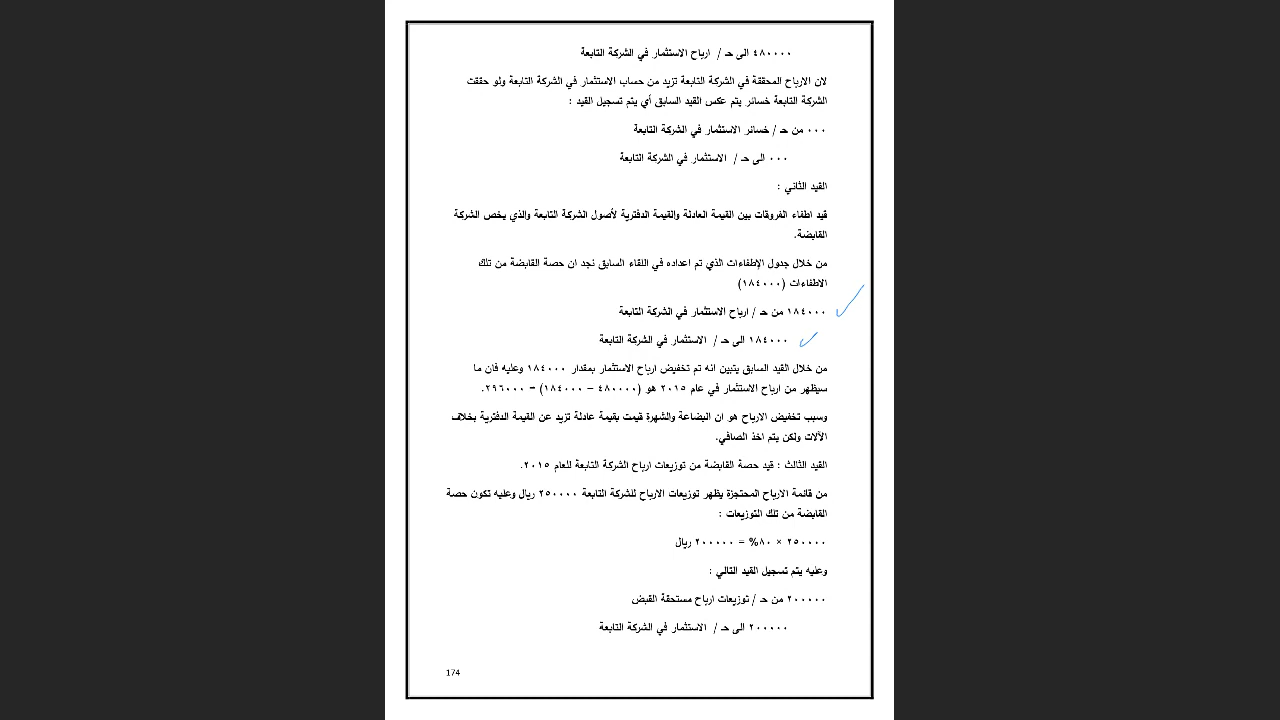 ٤٨٠٠٠٠ الى حـ / ارباح الاستثمار في الشركة التابعة
لان الارباح المحققة في الشركة التابعة تزيد من حساب الاستثمار في الشركة التابعة ولو حققت
الشركة التابعة خسائر يتم عكس القيد السابق أي يتم تسجيل القيد :
٠٠٠ من حـ / خسائر الاستثمار في الشركة التابعة
٠٠٠ الى حـ / الاستثمار في الشركة التابعة
القيد الثاني :
قيد اطفاء الفروقات بين القيمة العادلة والقيمة الدفترية لأصول الشركة التابعة والذي يخص الشركة
القابضة.
من خلال جدول الإطفاءات الذي تم اعداده في اللقاء السابق نجد ان حصة القابضة من تلك
الاطفاءات (١٨٤٠٠٠)
١٨٤٠٠٠ من حـ / ارباح الاستثمار في الشركة التابعة
١٨٤٠٠٠ الى حـ / الاستثمار في الشركة التابعة
من خلال القيد السابق يتبين انه تم تخفيض ارباح الاستثمار بمقدار ١٨٤٠٠٠ وعليه فان ما
سيظهر من ارباح الاستثمار في عام ٢٠١٥ هو (٤٨٠٠٠٠ – ١٨٤٠٠٠) = ٢٩٦٠٠٠.
وسبب تخفيض الارباح هو ان البضاعة والشهرة قيمت بقيمة عادلة تزيد عن القيمة الدفترية بخلاف
الآلات ولكن يتم اخذ الصافي.
القيد الثالث : قيد حصة القابضة من توزيعات ارباح الشركة التابعة للعام ٢٠١٥.
من قائمة الارباح المحتجزة يظهر توزيعات الارباح للشركة التابعة ٢٥٠٠٠٠ ريال وعليه تكون حصة
القابضة من تلك التوزيعات :
٢٥٠٠٠٠ × ٨٠% = ٢٠٠٠٠٠ ريال
وعليه يتم تسجيل القيد التالي :
٢٠٠٠٠٠ من حـ / توزيعات ارباح مستحقة القبض
٢٠٠٠٠٠ الى حـ / الاستثمار في الشركة التابعة
174